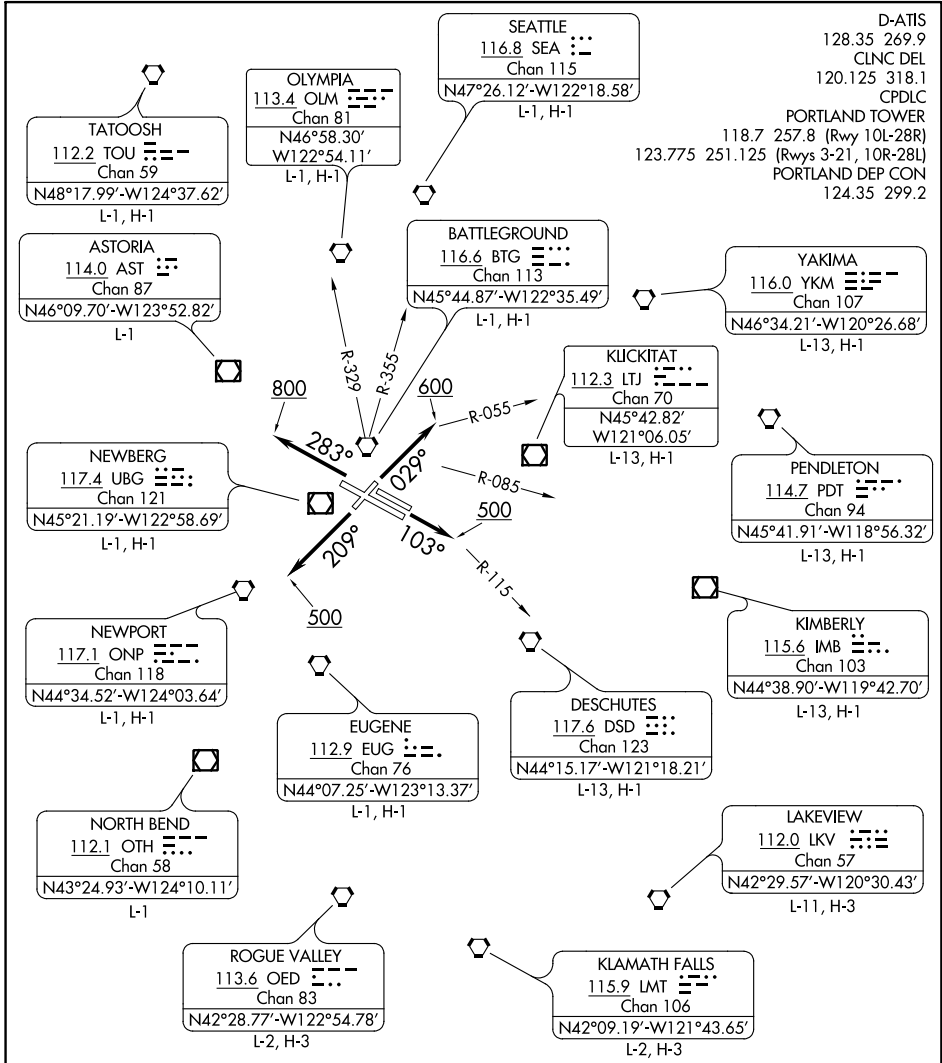 D-ATIS
128.35 269.9
CLNC DEL
120.125 318.1
CPDLC
PORTLAND TOWER
118.7 257.8 (Rwy 10L-28R)
123.775 251.125 (Rwys 3-21, 10R-28L)
PORTLAND DEP CON
124.35 299.2
SEATTLE
116.8 SEA
Chan 115
N47°26.12′-W122°18.58′
L-1, H-1
OLYMPIA
113.4 OLM
Chan 81
N46°58.30′
W122°54.11′
L-1, H-1
TATOOSH
112.2 TOU
Chan 59
N48°17.99′-W124°37.62′
L-1, H-1
ASTORIA
114.0 AST
Chan 87
N46°09.70′-W123°52.82′
L-1
BATTLEGROUND
116.6 BTG
Chan 113
N45°44.87′-W122°35.49′
L-1, H-1
YAKIMA
116.0 YKM
Chan 107
N46°34.21′-W120°26.68′
L-13, H-1
KLICKITAT
112.3 LTJ
Chan 70
N45°42.82′
W121°06.05′
L-13, H-1
R-329
R-355
800
600
R-055
283°
029°
R-085
500
103°
209°
R-115
500
NEWBERG
117.4 UBG
Chan 121
N45°21.19′-W122°58.69′
L-1, H-1
PENDLETON
114.7 PDT
Chan 94
N45°41.91′-W118°56.32′
L-13, H-1
NEWPORT
117.1 ONP
Chan 118
N44°34.52′-W124°03.64′
L-1, H-1
KIMBERLY
115.6 IMB
Chan 103
N44°38.90′-W119°42.70′
L-13, H-1
EUGENE
112.9 EUG
Chan 76
N44°07.25′-W123°13.37′
L-1, H-1
DESCHUTES
117.6 DSD
Chan 123
N44°15.17′-W121°18.21′
L-13, H-1
NORTH BEND
112.1 OTH
Chan 58
N43°24.93′-W124°10.11′
L-1
LAKEVIEW
112.0 LKV
Chan 57
N42°29.57′-W120°30.43′
L-11, H-3
ROGUE VALLEY
113.6 OED
Chan 83
N42°28.77′-W122°54.78′
L-2, H-3
KLAMATH FALLS
115.9 LMT
Chan 106
N42°09.19′-W121°43.65′
L-2, H-3